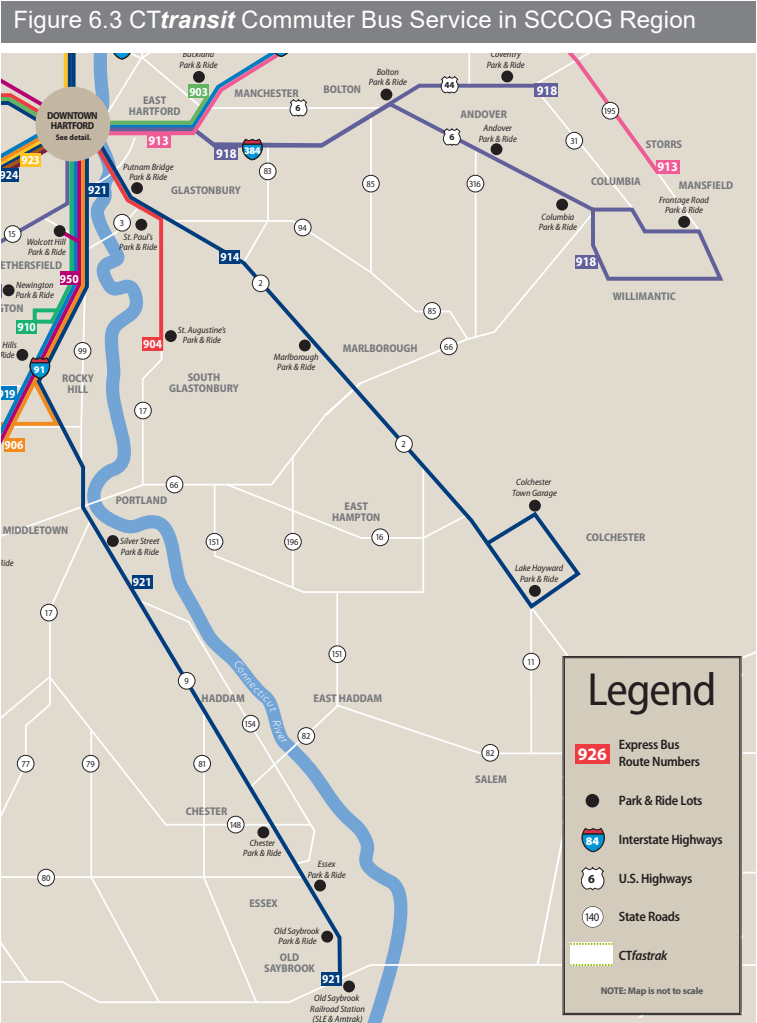 Figure 6.3 CTtransit Commuter Bus Service in SCCOG Region
Buckland
Park & Ride
Coventry
Park & Ride
Bolton
Park & Ride
903
MANCHESTER
BOLTON
44
918
6
EAST
HARTFORD
DOWNTOWN
HARTFORD
See detail.
913
918
384
ANDOVER
6
Andover
Park & Ride
195
31
STORRS
913
923
924
921
Putnam Bridge
Park & Ride
GLASTONBURY
83
85
316
COLUMBIA
MANSFIELD
Frontage Road
Park & Ride
Columbia
Park & Ride
15
Wolcott Hill
Park & Ride
3
St. Paul's
Park & Ride
94
914
918
WILLIMANTIC
ETHERSFIELD
950
Newington
Park & Ride
GTON
910
2
85
66
904
St. Augustine's
Park & Ride
Marlborough
Park & Ride
MARLBOROUGH
Hills
Ride
99
91
ROCKY
HILL
SOUTH
GLASTONBURY
919
17
906
2
66
PORTLAND
Colchester
Town Garage
EAST
HAMPTON
MIDDLETOWN
Silver Street
Park & Ride
151
196
16
COLCHESTER
Ride
Lake Hayward
Park & Ride
921
17
151
11
9
Connecticut River
HADDAM
EAST HADDAM
154
82
82
77
79
81
SALEM
CHESTER
148
Chester
Park & Ride
Essex
Park & Ride
80
ESSEX
Old Saybrook
Park & Ride
OLD
SAYBROOK
921
Old Saybrook
Railroad Station
(SLE & Amtrak)
Legend
926
Express Bus
Route Numbers
Park & Ride Lots
84
Interstate Highways
6
U.S. Highways
140
State Roads
CTfastrak
NOTE: Map is not to scale